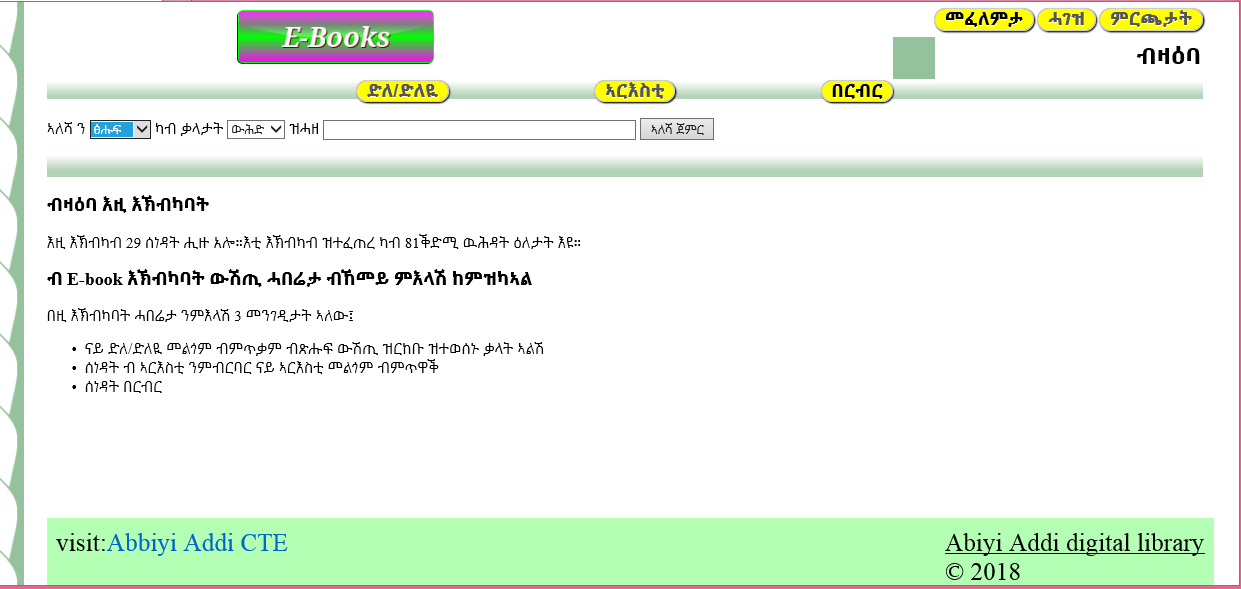 E-Books
መፈለምታ ሓገዝ ምርጫታት
ብዛዕባ
ድለ/ድለዪ ኣርእስቲ በርብር
ኣለሻ ን ፅሑፍ ካብ ቃላታት ውሕድ ዝሓዘ ኣለሻ ጀምር
ብዛዕባ እዚ እኽብካባት
እዚ እኽብካብ 29 ሰነዳት ሒዙ አሎ።እቲ እኽብካብ ዝተፈጠረ ካብ 81ቕድሚ ዉሕዳት ዕለታት እዩ።
ብ E-book እኽብካባት ውሽጢ ሓበሬታ ብኸመይ ምእላሽ ከምዝካኣል
በዚ እኽብካባት ሓበሬታ ንምእላሽ 3 መንገዲታት ኣለው፤
• ናይ ድለ/ድለዪ መልጎም ብምጥቃም ብጽሑፍ ውሽጢ ዝርከቡ ዝተወሰኑ ቃላት ኣልሽ
• ሰነዳት ብ ኣርእስቲ ንምብርባር ናይ ኣርእስቲ መልጎም ብምጥዋቕ
• ሰነዳት በርብር
visit:Abbiyi Addi CTE
Abiyi Addi digital library
© 2018